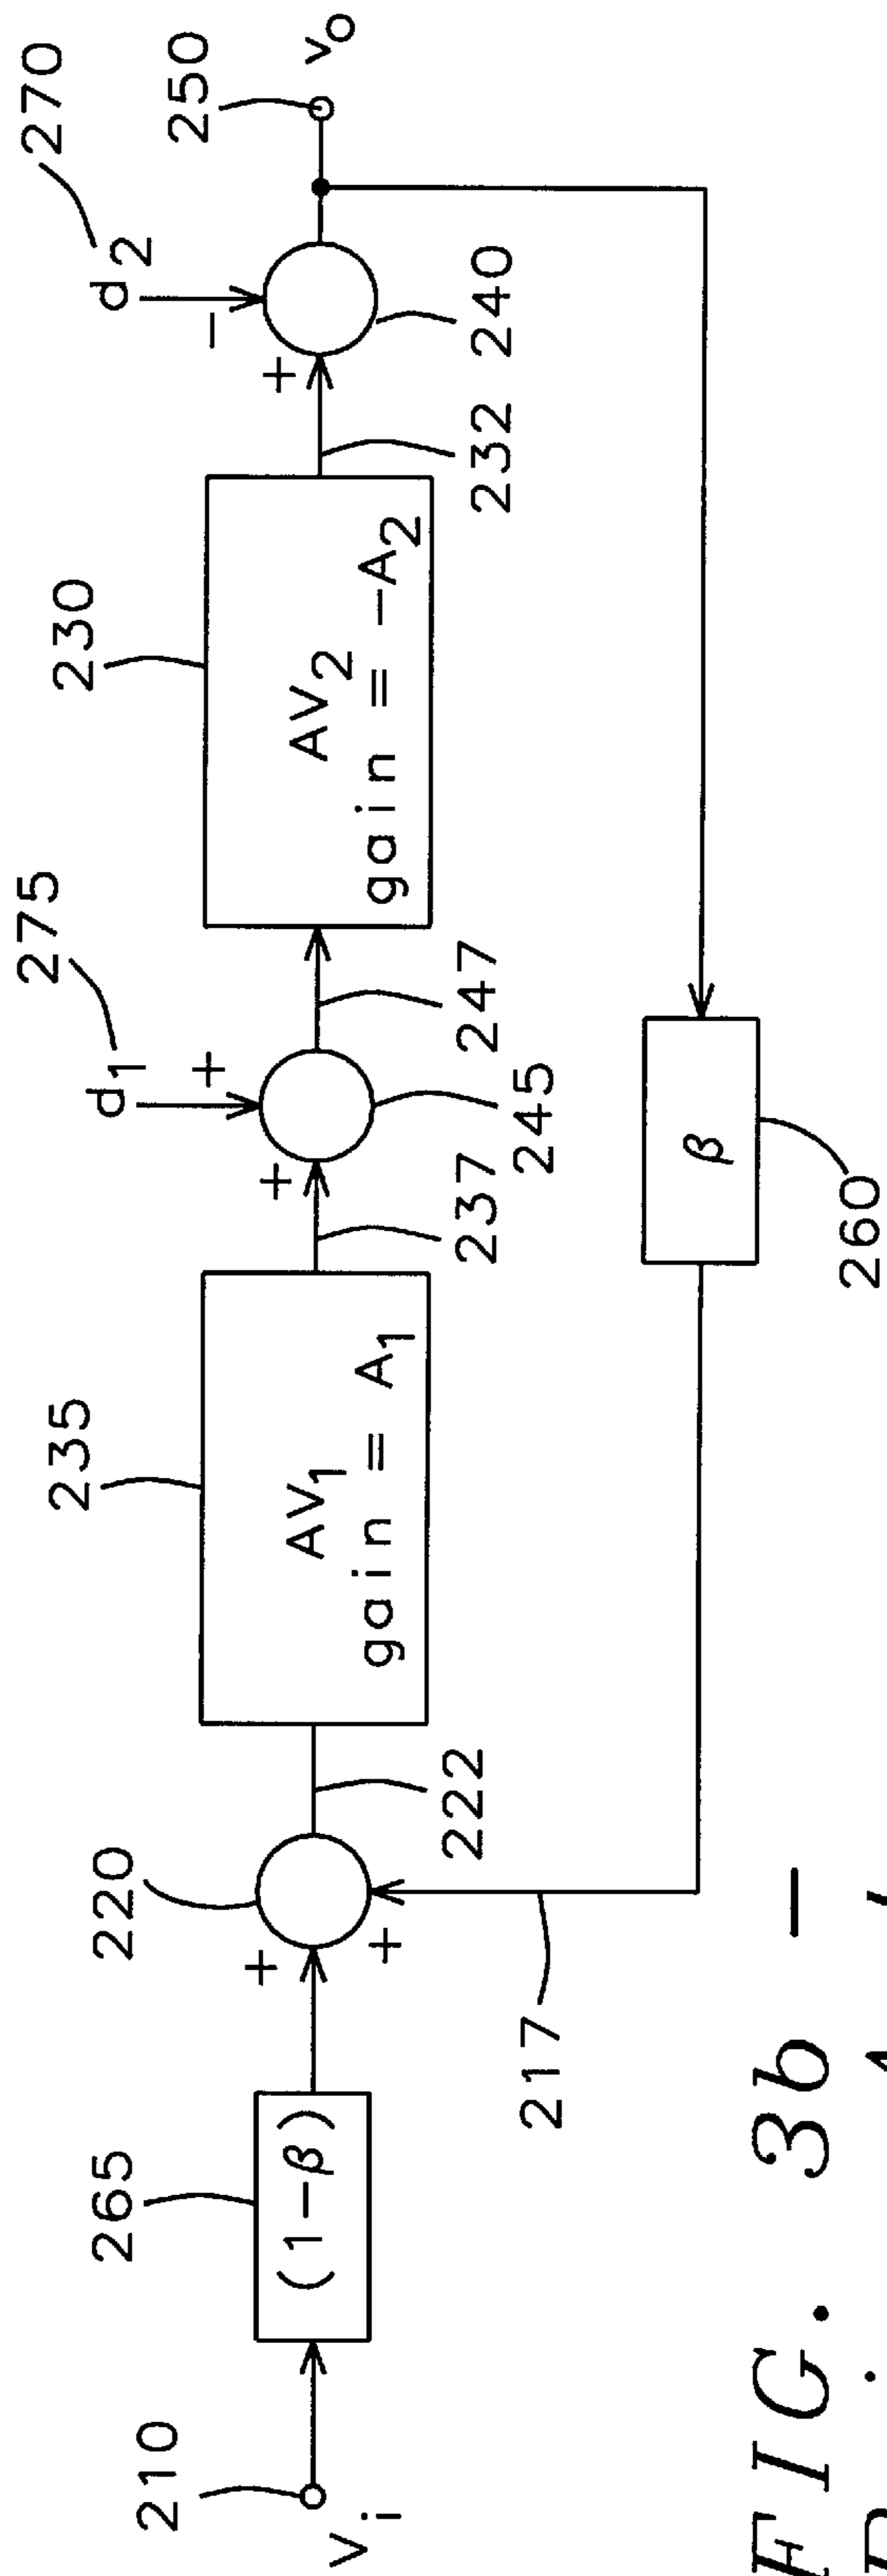 270
250
v_o
d_2
-
+
240
232
230
AV_2
gain = -A_2
275
d_1
+
+
247
245
237
235
AV_1
gain = A_1
β
260
220
222
+
+
217
265
(1-β)
210
v_i
FIG. 3b -